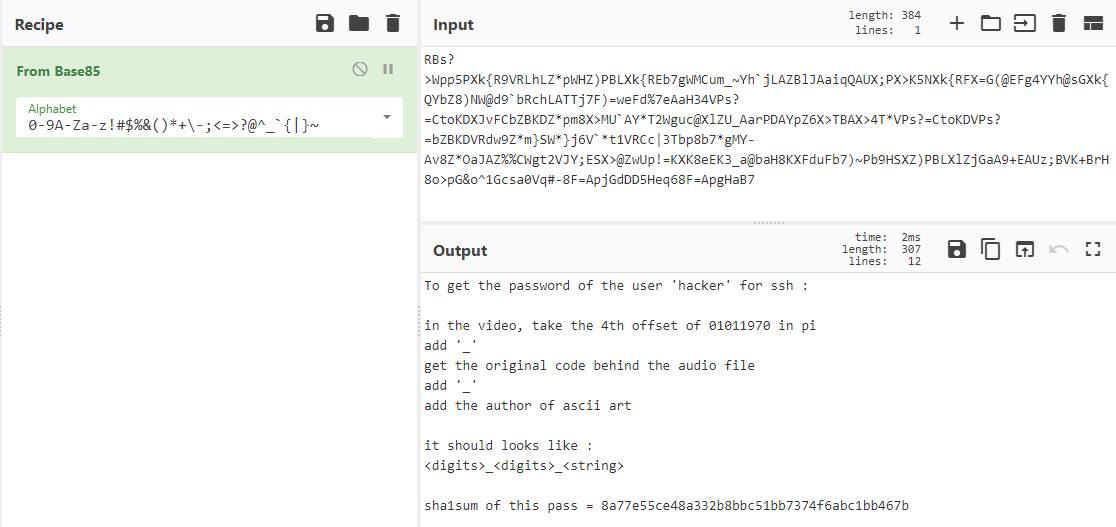 Recipe
From Base85
Alphabet
0-9A-Za-z!#$%&()*+\-;<=>?@^_`{|}~
Input
length: 384
lines: 1
RBs?
>Wpp5PXk{R9VRLhLZ*pWHZ)PBLXk{REb7gWMCum_~Yh`jLAZBlJAaiqQAUX;PX>K5NXk{RFX=G(@EFg4YYh@sGXk{
QYbZ8)NW@d9`bRchLATTj7F)=weFd%7eAaH34VPs?
=CtoKDXJvFCbZBKDZ*pm8X>MU`AY*T2Wguc@XlZU_AarPDAYpZ6X>TBAX>4T*VPs?=CtoKDVPs?
=bZBKDVRdw9Z*m}SW*}j6V`*t1VRCc|3Tbp8b7*gMY-
Av8Z*OaJAZ%%CWgt2VJY;ESX>@ZwUp!=KXK8eEK3_a@baH8KXFduFb7)~Pb9HSXZ)PBLXlZjGaA9+EAUz;BVK+BrH
8o>pG&o^1Gcsa0Vq#-8F=ApjGdDD5Heq68F=ApgHaB7
Output
time: 2ms
length: 307
lines: 12
To get the password of the user 'hacker' for ssh :
in the video, take the 4th offset of 01011970 in pi
add '_'
get the original code behind the audio file
add '_'
add the author of ascii art
it should looks like :
<digits>_<digits>_<string>
sha1sum of this pass = 8a77e55ce48a332b8bbc51bb7374f6abc1bb467b